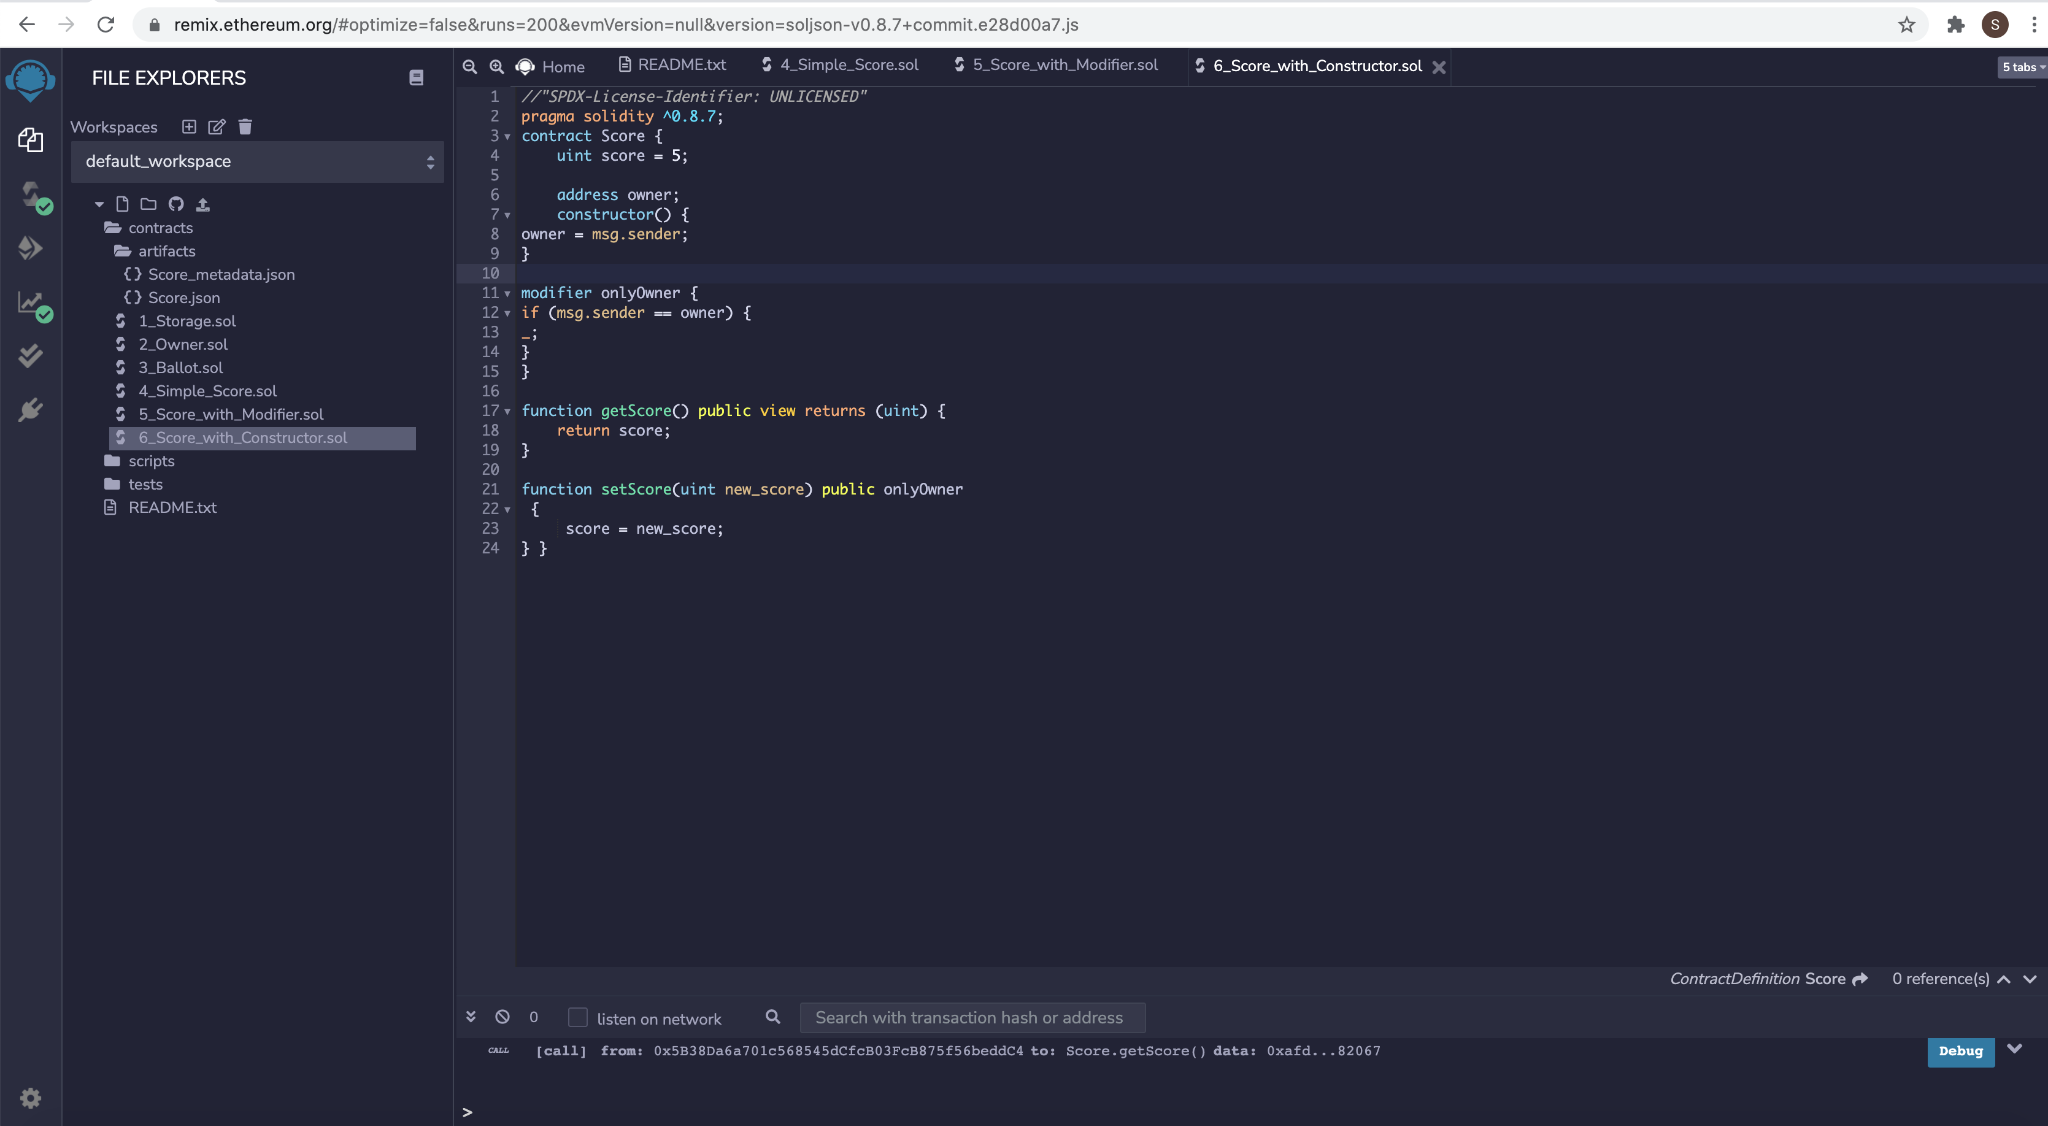 remix.ethereum.org/#optimize=false&runs=200&evmVersion=null&version=soljson-v0.8.7+commit.e28d00a7.js
S
FILE EXPLORERS
Workspaces
default_workspace
contracts
artifacts
{} Score_metadata.json
{} Score.json
1_Storage.sol
2_Owner.sol
3_Ballot.sol
4_Simple_Score.sol
5_Score_with_Modifier.sol
6_Score_with_Constructor.sol
scripts
tests
README.txt
Home README.txt 4_Simple_Score.sol 5_Score_with_Modifier.sol 6_Score_with_Constructor.sol 5 tabs
1 //"SPDX-License-Identifier: UNLICENSED"
2 pragma solidity ^0.8.7;
3 contract Score {
4     uint score = 5;
5
6     address owner;
7     constructor() {
8 owner = msg.sender;
9 }
10
11 modifier onlyOwner {
12 if (msg.sender == owner) {
13 _;
14 }
15 }
16
17 function getScore() public view returns (uint) {
18     return score;
19 }
20
21 function setScore(uint new_score) public onlyOwner
22  {
23      score = new_score;
24 } }
ContractDefinition Score 0 reference(s)
0 listen on network Search with transaction hash or address
CALL [call] from: 0x5B38Da6a701c568545dCfcB03FcB875f56beddC4 to: Score.getScore() data: 0xafd...82067 Debug
>